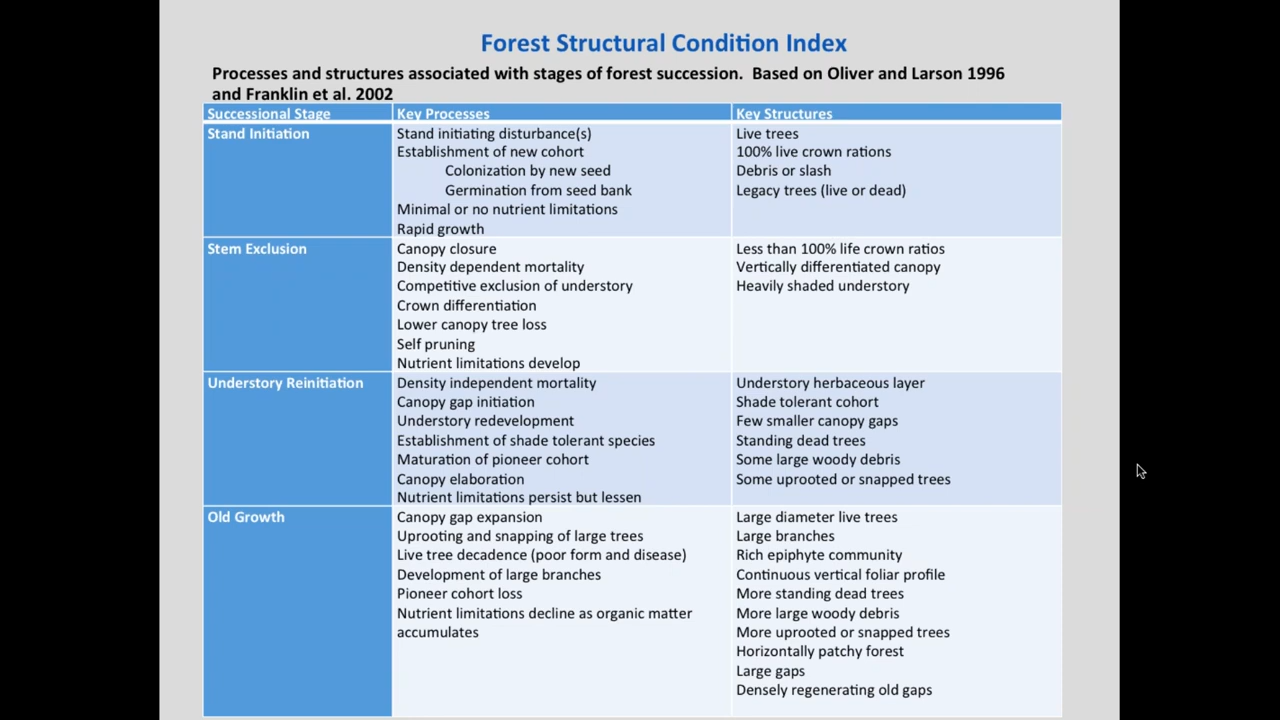 Forest Structural Condition Index
Processes and structures associated with stages of forest succession. Based on Oliver and Larson 1996
and Franklin et al. 2002
Successional Stage Key Processes Key Structures
Stand Initiation
Stand initiating disturbance(s)
Establishment of new cohort
Colonization by new seed
Germination from seed bank
Minimal or no nutrient limitations
Rapid growth
Live trees
100% live crown rations
Debris or slash
Legacy trees (live or dead)
Stem Exclusion
Canopy closure
Density dependent mortality
Competitive exclusion of understory
Crown differentiation
Lower canopy tree loss
Self pruning
Nutrient limitations develop
Less than 100% life crown ratios
Vertically differentiated canopy
Heavily shaded understory
Understory Reinitiation
Density independent mortality
Canopy gap initiation
Understory redevelopment
Establishment of shade tolerant species
Maturation of pioneer cohort
Canopy elaboration
Nutrient limitations persist but lessen
Understory herbaceous layer
Shade tolerant cohort
Few smaller canopy gaps
Standing dead trees
Some large woody debris
Some uprooted or snapped trees
Old Growth
Canopy gap expansion
Uprooting and snapping of large trees
Live tree decadence (poor form and disease)
Development of large branches
Pioneer cohort loss
Nutrient limitations decline as organic matter
accumulates
Large diameter live trees
Large branches
Rich epiphyte community
Continuous vertical foliar profile
More standing dead trees
More large woody debris
More uprooted or snapped trees
Horizontally patchy forest
Large gaps
Densely regenerating old gaps